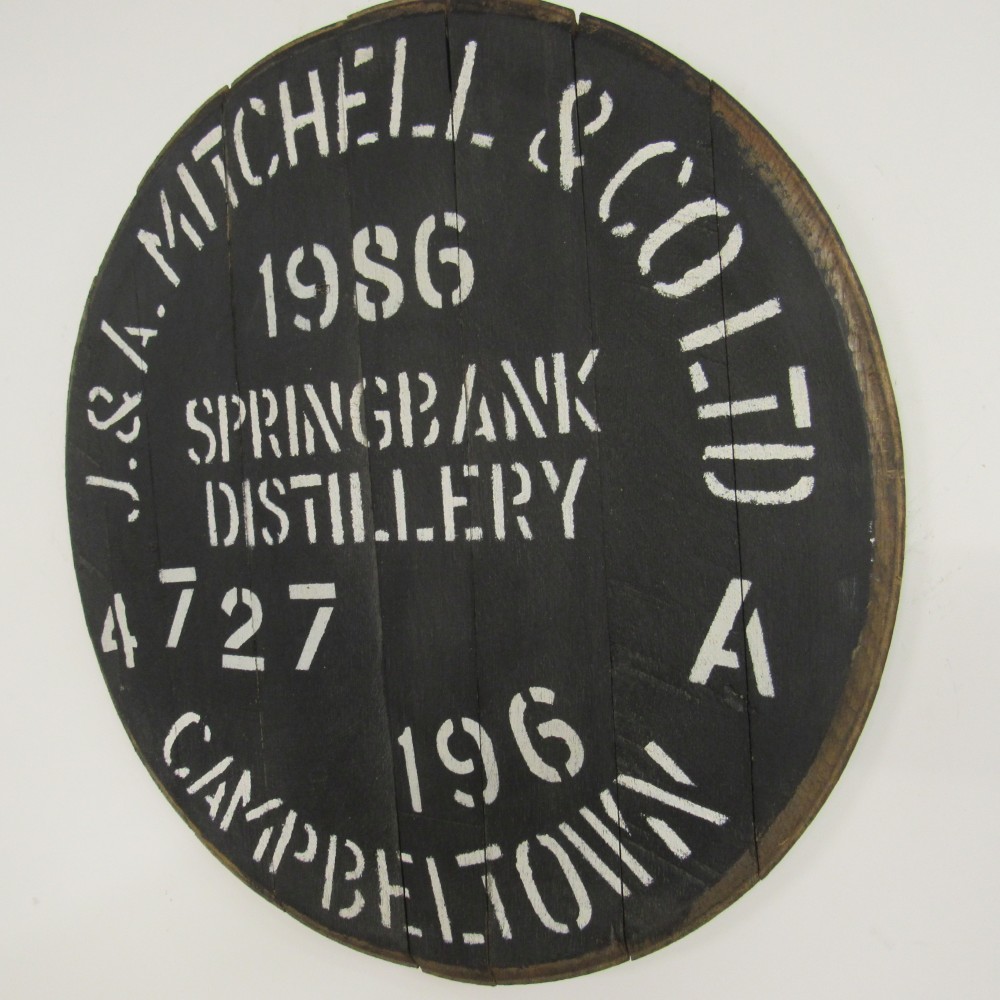 J. & A. MITCHELL & CO LTD
1986
SPRINGBANK
DISTILLERY
4727
A
196
CAMPBELTOWN